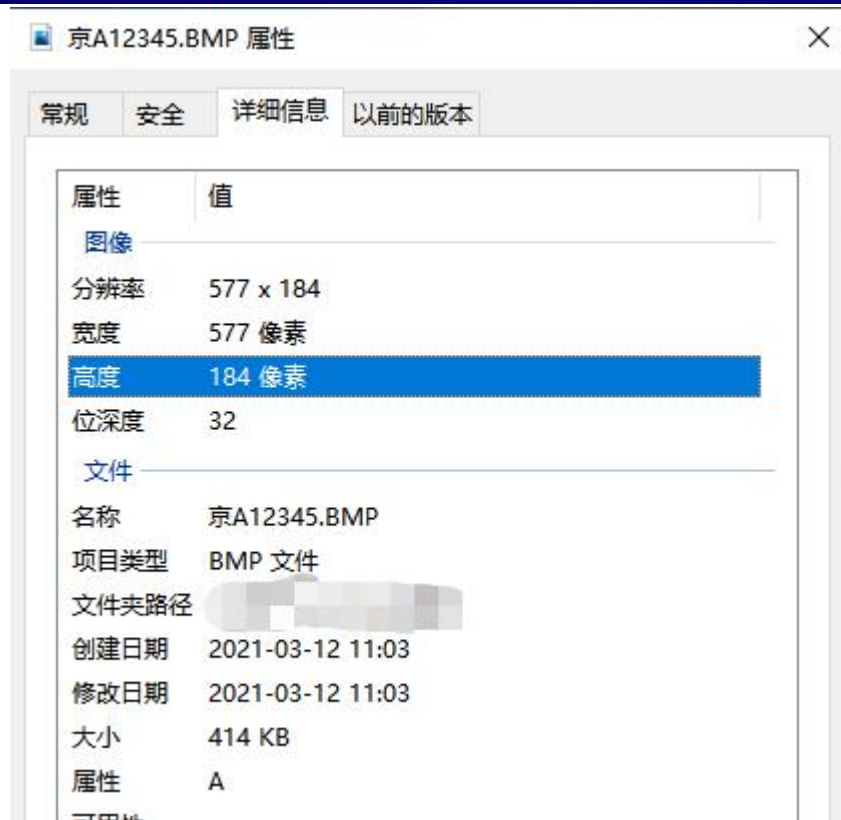 京A12345.BMP 属性
常规 安全 详细信息 以前的版本
属性 值
图像
分辨率 577 x 184
宽度 577 像素
高度 184 像素
位深度 32
文件
名称 京A12345.BMP
项目类型 BMP 文件
文件夹路径
创建日期 2021-03-12 11:03
修改日期 2021-03-12 11:03
大小 414 KB
属性 A